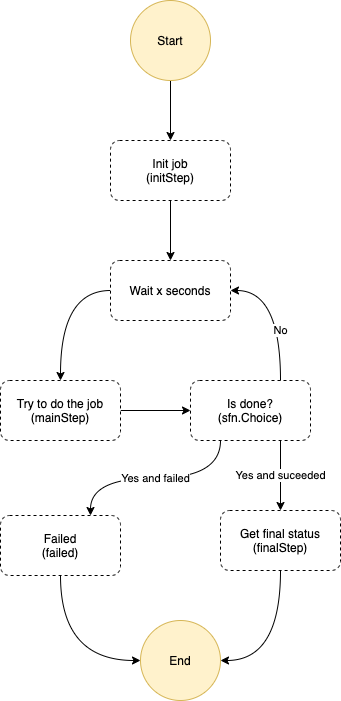 Start
Init job
(initStep)
Wait x seconds
No
Try to do the job
(mainStep)
Is done?
(sfn.Choice)
Yes and failed
Yes and suceeded
Failed
(failed)
Get final status
(finalStep)
End